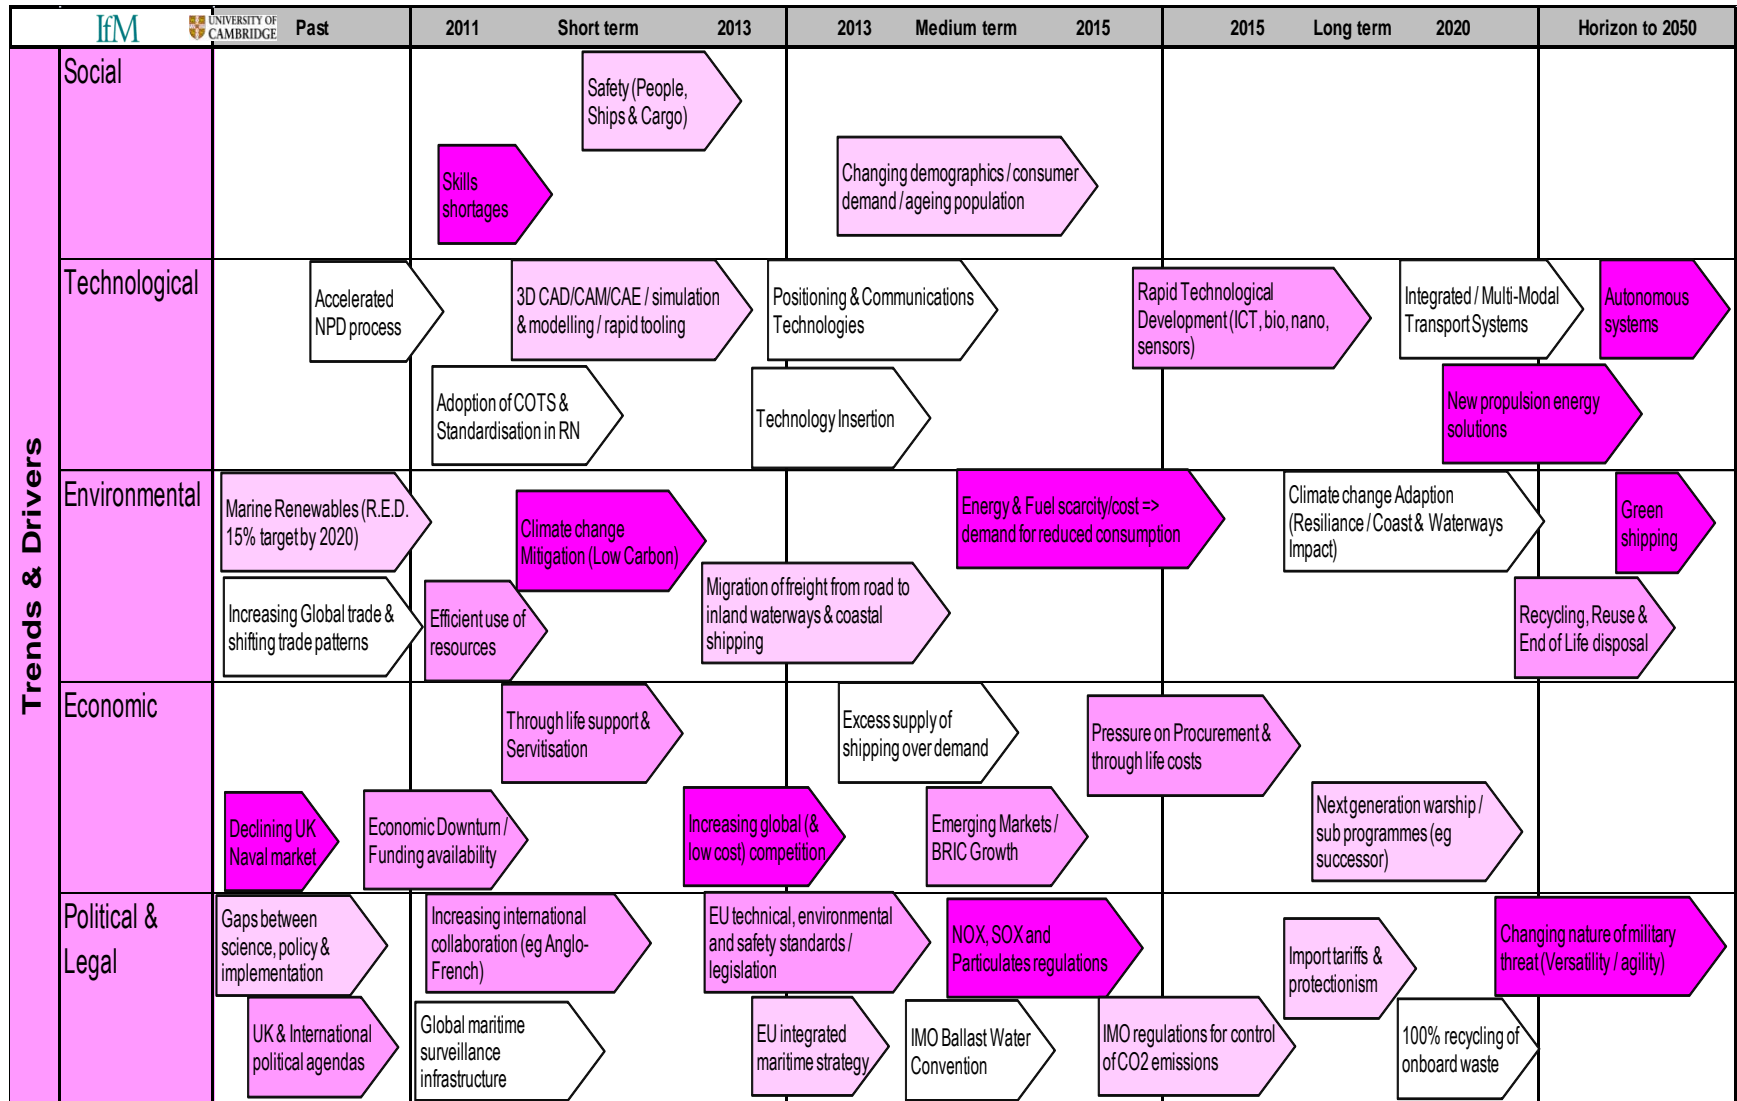 IfM
UNIVERSITY OF
CAMBRIDGE
Past
2011
Short term
2013
2013
Medium term
2015
2015
Long term
2020
Horizon to 2050
Trends & Drivers
Social
Safety (People,
Ships & Cargo)
Skills
shortages
Changing demographics / consumer
demand / ageing population
Technological
Accelerated
NPD process
3D CAD/CAM/CAE / simulation
& modelling / rapid tooling
Positioning & Communications
Technologies
Rapid Technological
Development (ICT, bio, nano,
sensors)
Integrated / Multi-Modal
Transport Systems
Autonomous
systems
Adoption of COTS &
Standardisation in RN
Technology Insertion
New propulsion energy
solutions
Environmental
Marine Renewables (R.E.D.
15% target by 2020)
Climate change
Mitigation (Low Carbon)
Energy & Fuel scarcity/cost =>
demand for reduced consumption
Climate change Adaption
(Resiliance / Coast & Waterways
Impact)
Green
shipping
Increasing Global trade &
shifting trade patterns
Efficient use of
resources
Migration of freight from road to
inland waterways & coastal
shipping
Recycling, Reuse &
End of Life disposal
Economic
Through life support &
Servitisation
Excess supply of
shipping over demand
Pressure on Procurement &
through life costs
Declining UK
Naval market
Economic Downturn /
Funding availability
Increasing global (&
low cost) competition
Emerging Markets /
BRIC Growth
Next generation warship /
sub programmes (eg
successor)
Political &
Legal
Gaps between
science, policy &
implementation
Increasing international
collaboration (eg Anglo-
French)
EU technical, environmental
and safety standards /
legislation
NOX, SOX and
Particulates regulations
Import tariffs &
protectionism
Changing nature of military
threat (Versatility / agility)
UK & International
political agendas
Global maritime
surveillance
infrastructure
EU integrated
maritime strategy
IMO Ballast Water
Convention
IMO regulations for control
of CO2 emissions
100% recycling of
onboard waste